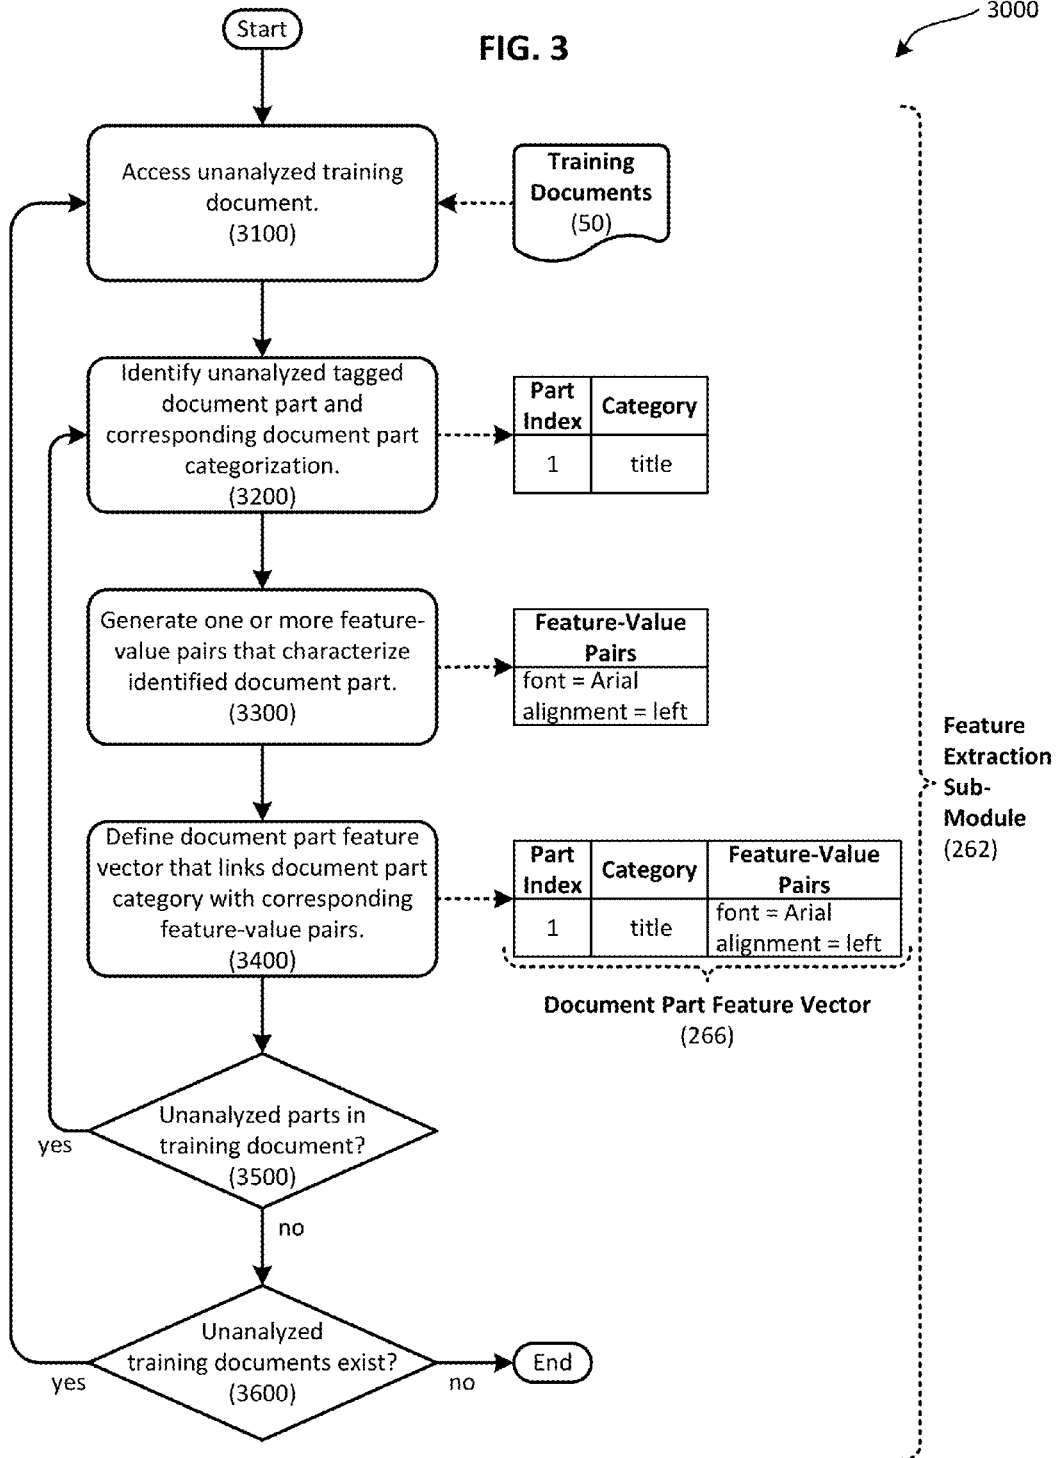 3000
Start
FIG. 3
Access unanalyzed training
document.
(3100)
Training
Documents
(50)
Identify unanalyzed tagged
document part and
corresponding document part
categorization.
(3200)
Part
Index
Category
1
title
Generate one or more feature-
value pairs that characterize
identified document part.
(3300)
Feature-Value
Pairs
font = Arial
alignment = left
Feature
Extraction
Sub-
Module
(262)
Define document part feature
vector that links document part
category with corresponding
feature-value pairs.
(3400)
Part
Index
Category
Feature-Value
Pairs
1
title
font = Arial
alignment = left
Document Part Feature Vector
(266)
Unanalyzed parts in
training document?
(3500)
yes
no
Unanalyzed
training documents exist?
(3600)
yes
no
End